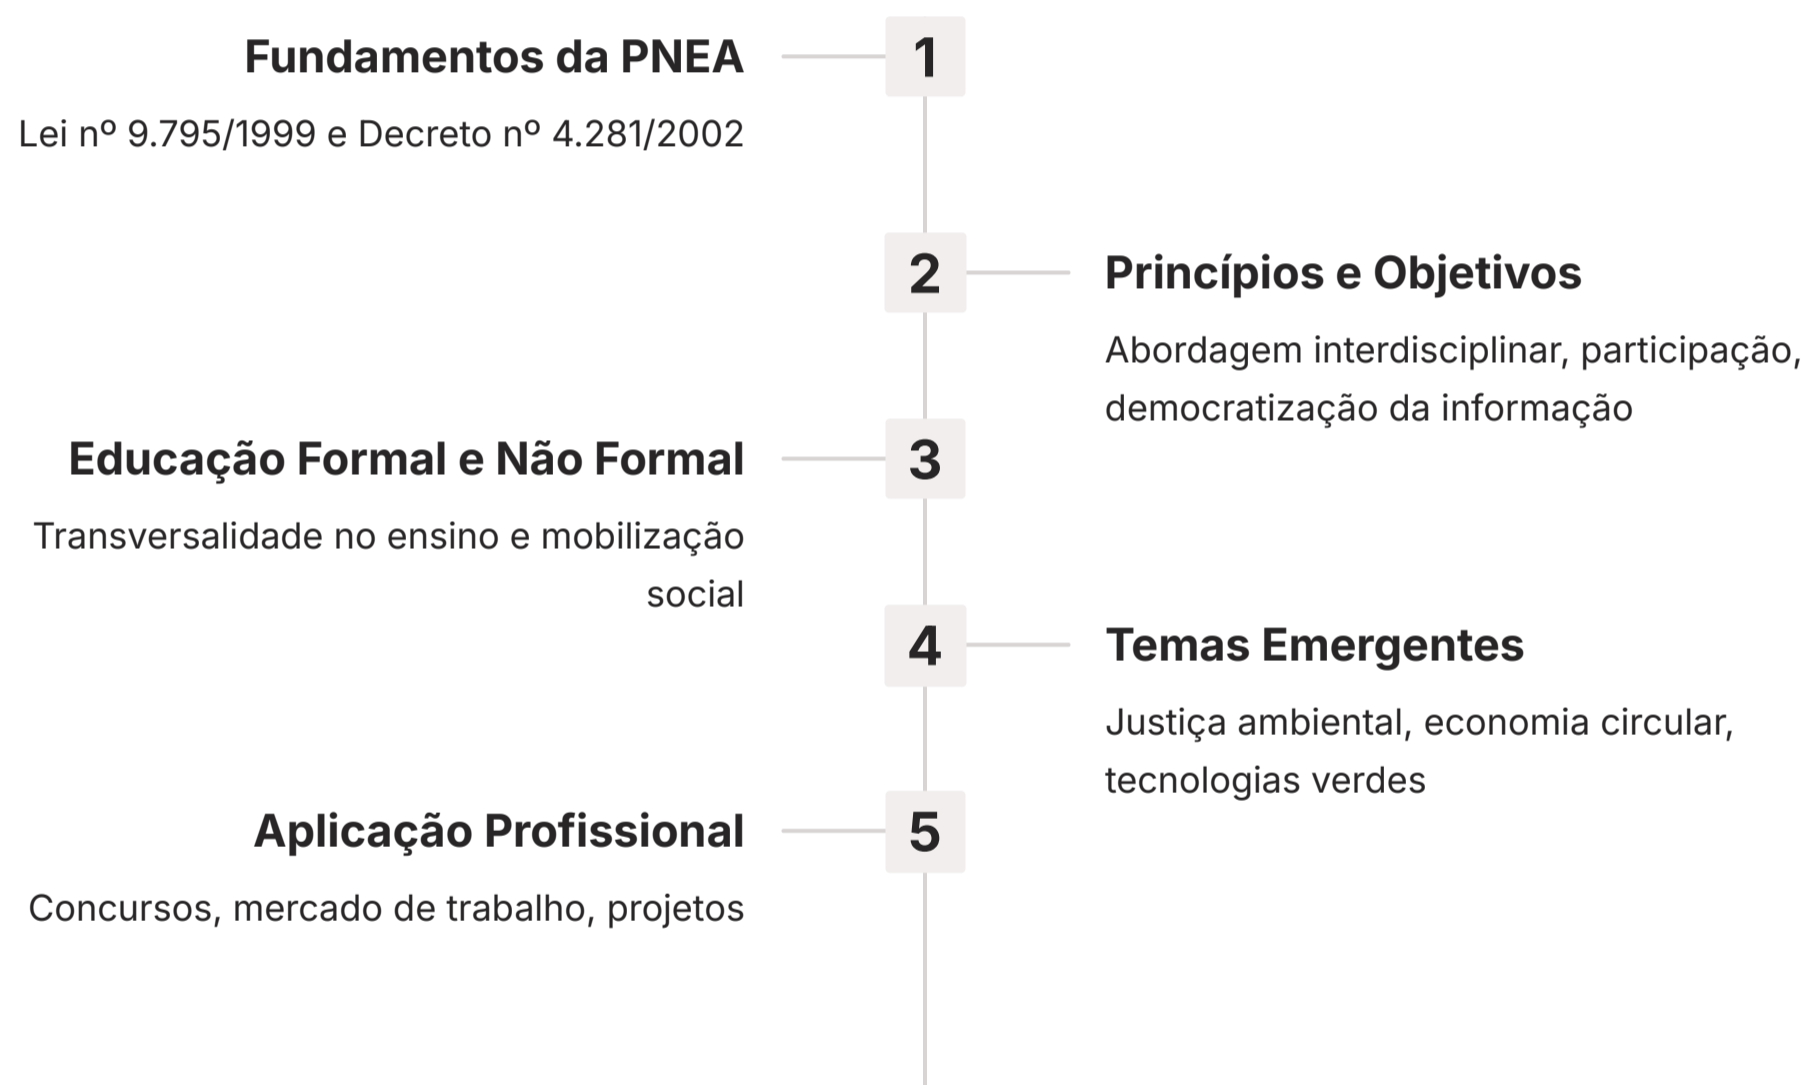 Fundamentos da PNEA
1
Lei nº 9.795/1999 e Decreto nº 4.281/2002
2
Princípios e Objetivos
Abordagem interdisciplinar, participação,
democratização da informação
Educação Formal e Não Formal
3
Transversalidade no ensino e mobilização
social
4
Temas Emergentes
Justiça ambiental, economia circular,
tecnologias verdes
Aplicação Profissional
5
Concursos, mercado de trabalho, projetos